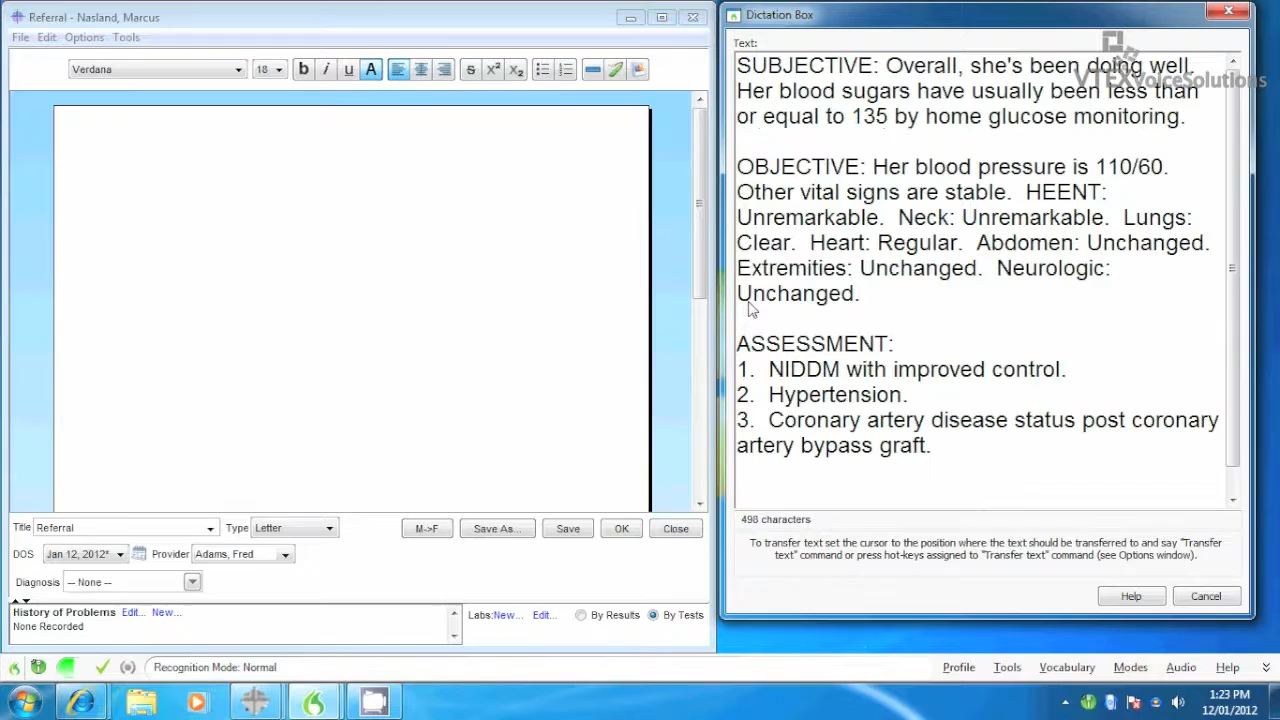 Referral - Nasland, Marcus
File Edit Options Tools
Verdana 18 b i u A S X² X₂
Title Referral Type Letter M->F Save As... Save OK Close
DOS Jan 12, 2012* Provider Adams, Fred
Diagnosis -- None --
History of Problems Edit... New...
None Recorded
Labs: New... Edit... By Results By Tests
Dictation Box
Text:
VTEXVoiceSolutions
SUBJECTIVE: Overall, she's been doing well.
Her blood sugars have usually been less than
or equal to 135 by home glucose monitoring.
OBJECTIVE: Her blood pressure is 110/60.
Other vital signs are stable. HEENT:
Unremarkable. Neck: Unremarkable. Lungs:
Clear. Heart: Regular. Abdomen: Unchanged.
Extremities: Unchanged. Neurologic:
Unchanged.
ASSESSMENT:
1. NIDDM with improved control.
2. Hypertension.
3. Coronary artery disease status post coronary
artery bypass graft.
498 characters
To transfer text set the cursor to the position where the text should be transferred to and say "Transfer
text" command or press hot-keys assigned to "Transfer text" command (see Options window).
Help Cancel
Recognition Mode: Normal Profile Tools Vocabulary Modes Audio Help
1:23 PM
12/01/2012